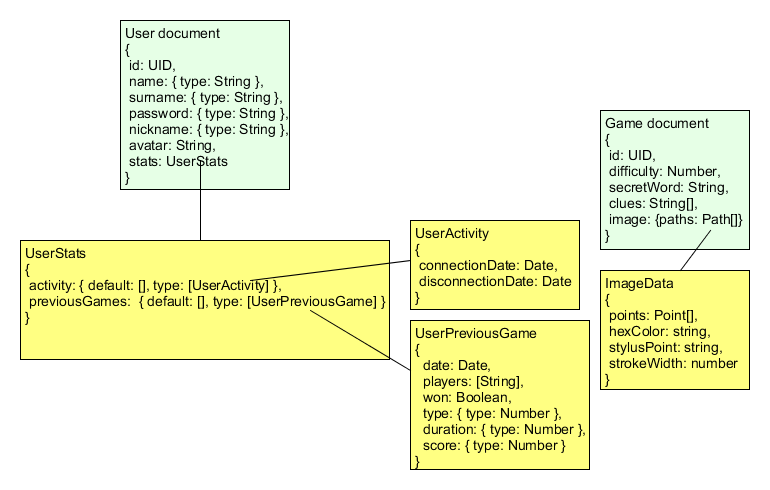 User document
{
id: UID,
name: { type: String },
surname: { type: String },
password: { type: String },
nickname: { type: String },
avatar: String,
stats: UserStats
}
Game document
{
id: UID,
difficulty: Number,
secretWord: String,
clues: String[],
image: {paths: Path[]}
}
UserStats
{
activity: { default: [], type: [UserActivity] },
previousGames: { default: [], type: [UserPreviousGame] }
}
UserActivity
{
connectionDate: Date,
disconnectionDate: Date
}
ImageData
{
points: Point[],
hexColor: string,
stylusPoint: string,
strokeWidth: number
}
UserPreviousGame
{
date: Date,
players: [String],
won: Boolean,
type: { type: Number },
duration: { type: Number },
score: { type: Number }
}